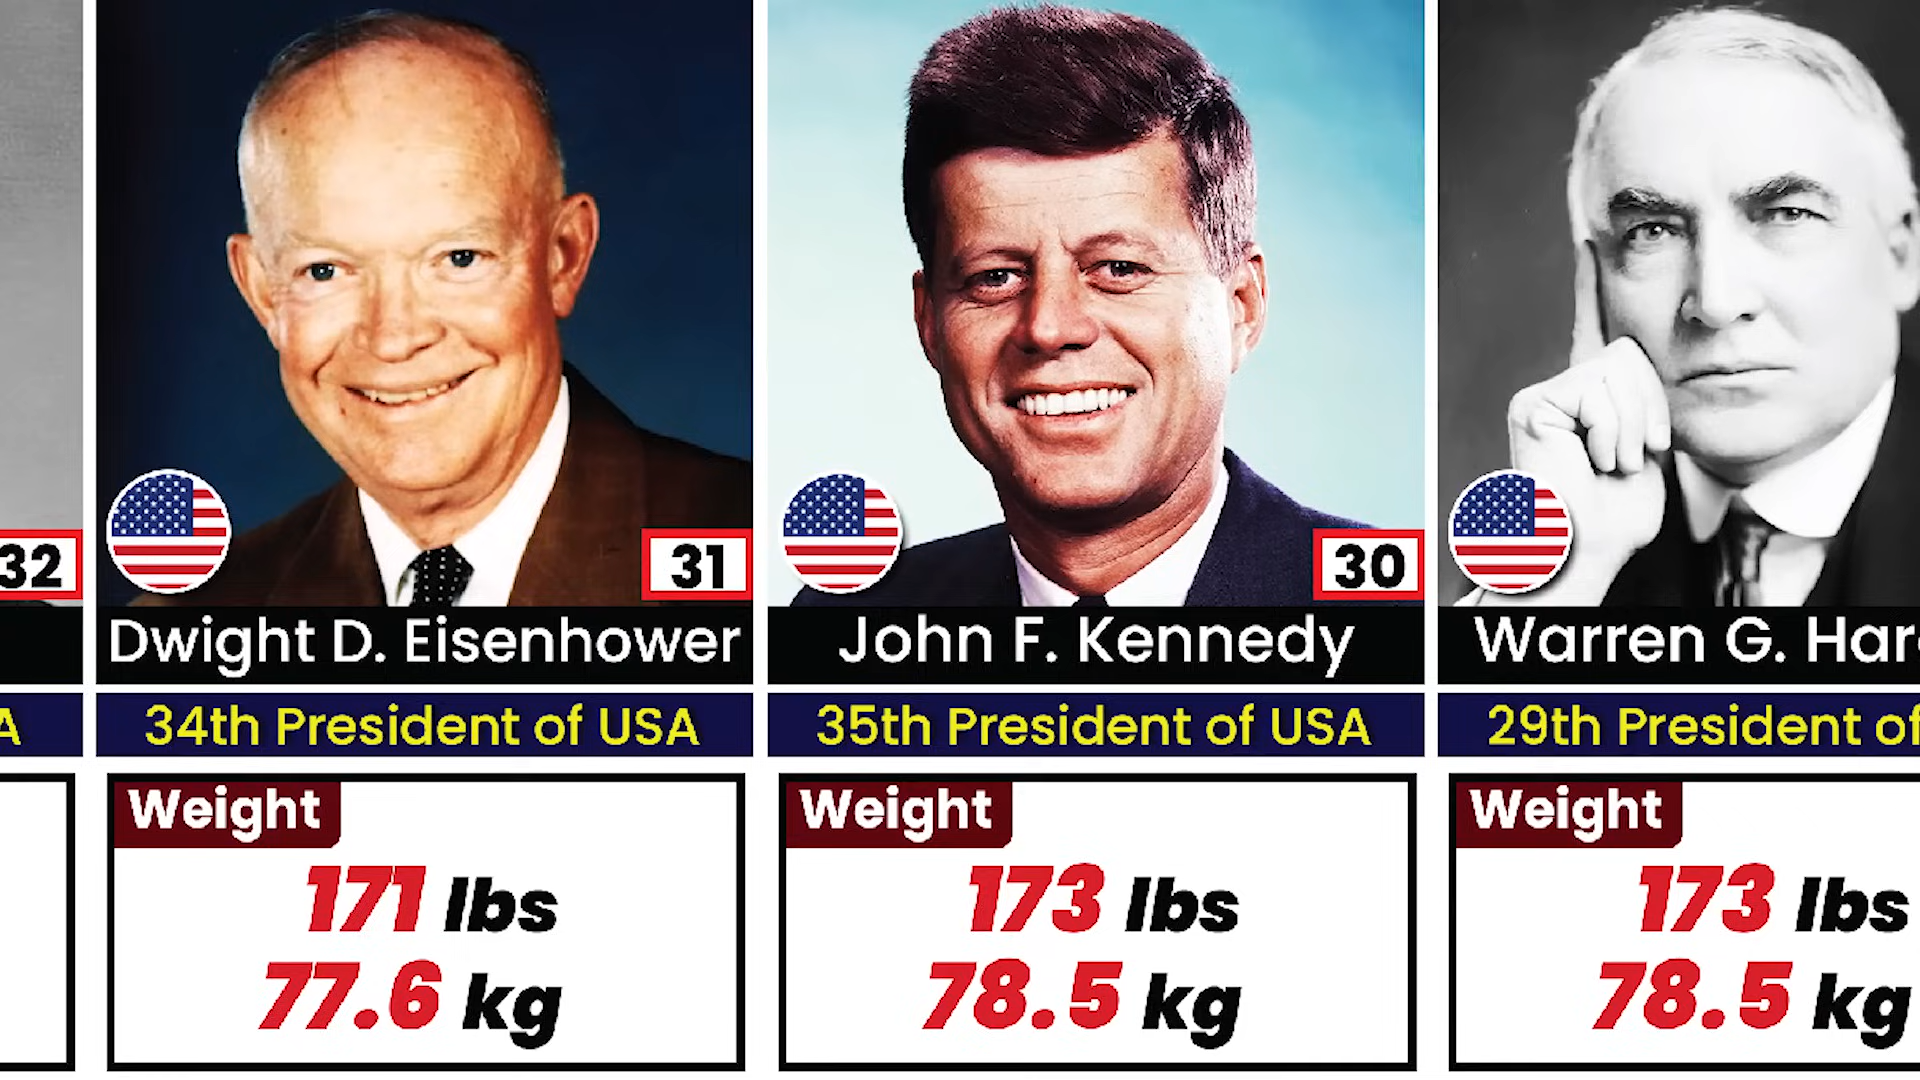 32
A
31
Dwight D. Eisenhower
34th President of USA
Weight
171 lbs
77.6 kg
30
John F. Kennedy
35th President of USA
Weight
173 lbs
78.5 kg
Warren G. Har
29th President of
Weight
173 lbs
78.5 kg